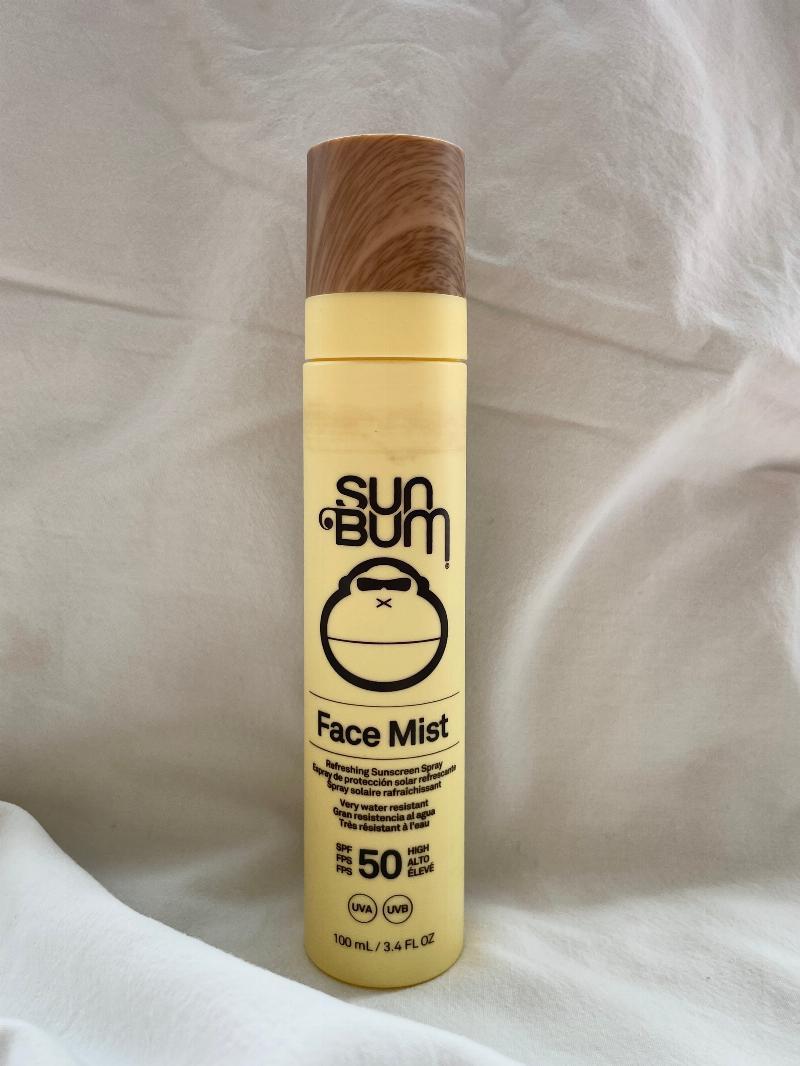 SUN
BUM®
Face Mist
Refreshing Sunscreen Spray
Espray de protección solar refrescante
Spray solaire rafraîchissant
Very water resistant
Gran resistencia al agua
Très résistant à l'eau
SPF
FPS
FPS
50
HIGH
ALTO
ÉLEVÉ
UVA UVB
100 mL / 3.4 FL OZ